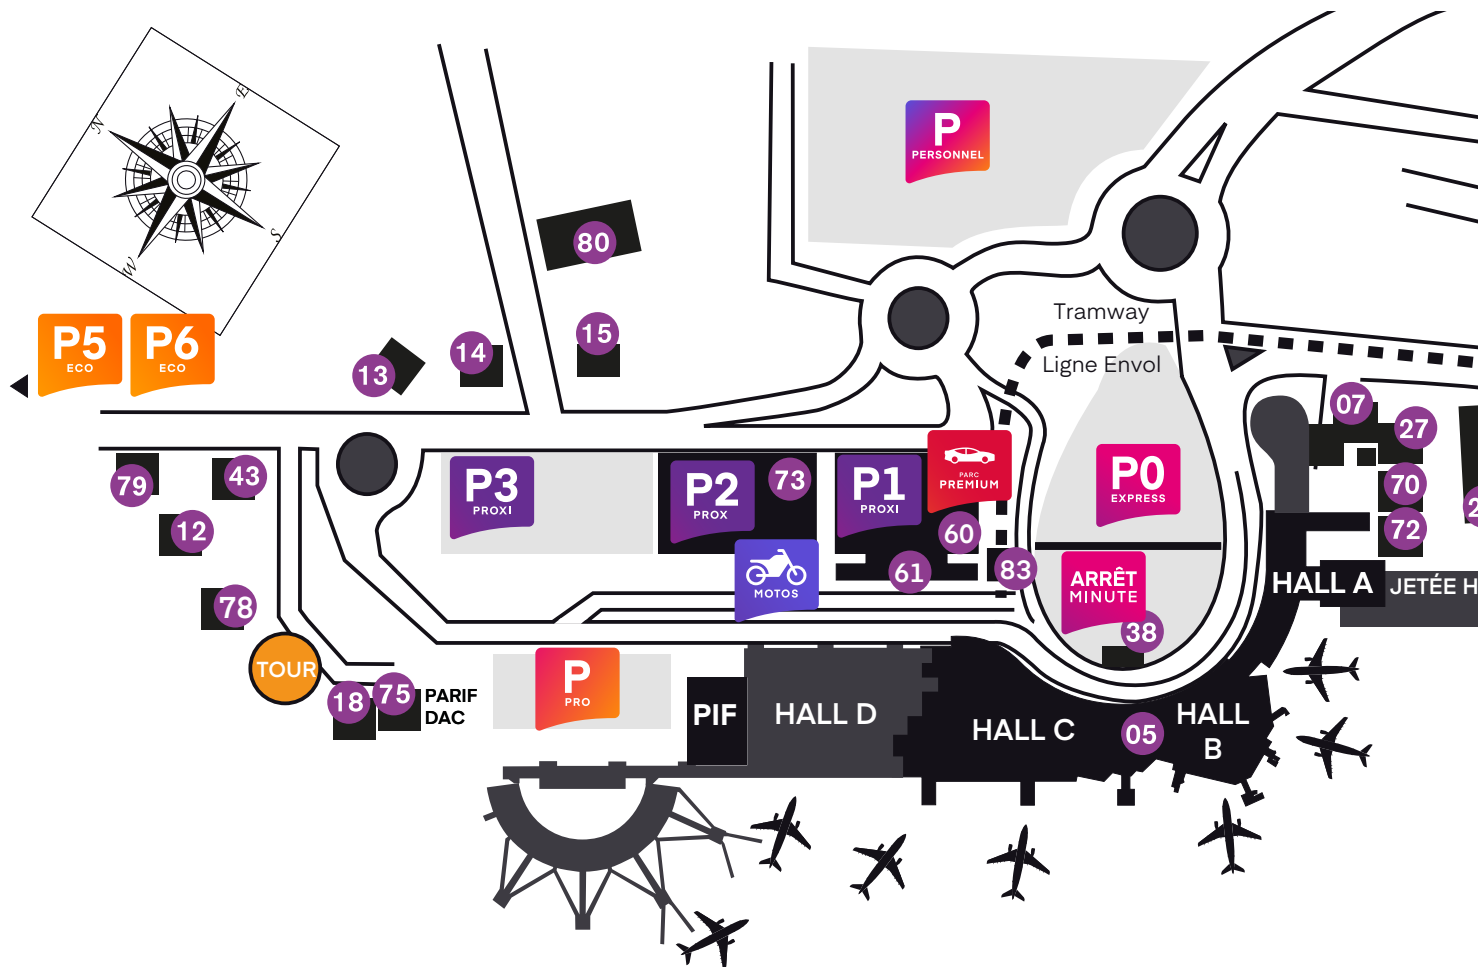 E
N
S
W
P
PERSONNEL
80
Tramway
Ligne Envol
P5
ECO
P6
ECO
13
14
15
07
27
79
43
12
78
P3
PROXI
P2
PROX
73
P1
PROXI
PARC
PREMIUM
P0
EXPRESS
70
72
60
61
83
MOTOS
ARRÊT
MINUTE
38
HALL A
JETÉE H
TOUR
18
75
PARIF
DAC
P
PRO
PIF
HALL D
HALL C
05
HALL
B